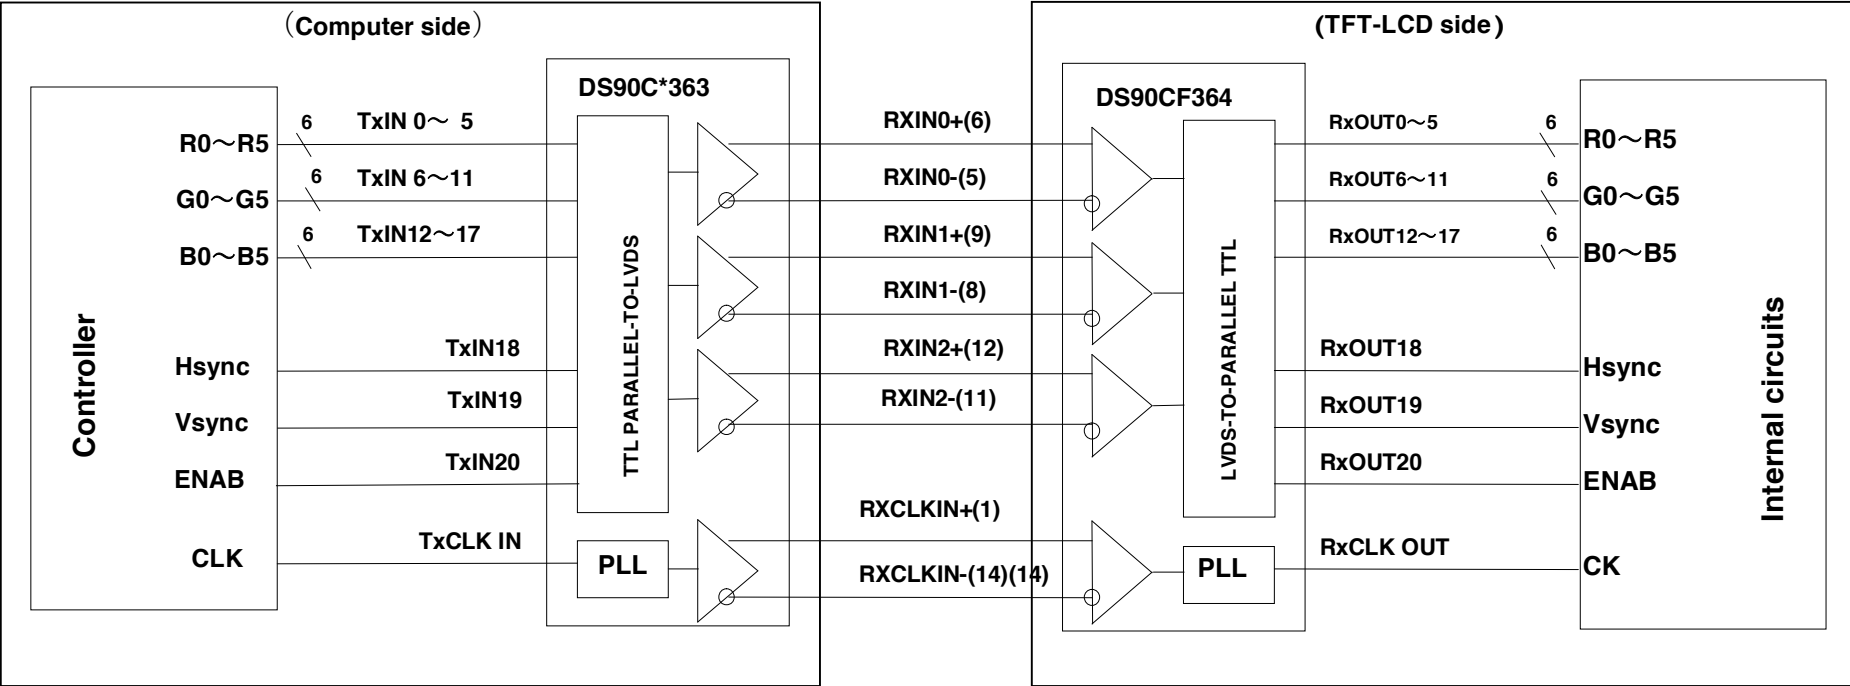 (Computer side)
(TFT-LCD side)
DS90C*363
DS90CF364
R0～R5
6
TxIN 0～ 5
RXIN0+(6)
RxOUT0～5
6
R0～R5
G0～G5
6
TxIN 6～11
RXIN0-(5)
RxOUT6～11
6
G0～G5
B0～B5
6
TxIN12～17
RXIN1+(9)
RxOUT12～17
6
B0～B5
RXIN1-(8)
Controller
TTL PARALLEL-TO-LVDS
LVDS-TO-PARALLEL TTL
Internal circuits
Hsync
TxIN18
RXIN2+(12)
RxOUT18
Hsync
Vsync
TxIN19
RXIN2-(11)
RxOUT19
Vsync
ENAB
TxIN20
RxOUT20
ENAB
RXCLKIN+(1)
CLK
TxCLK IN
PLL
RXCLKIN-(14)(14)
PLL
RxCLK OUT
CK